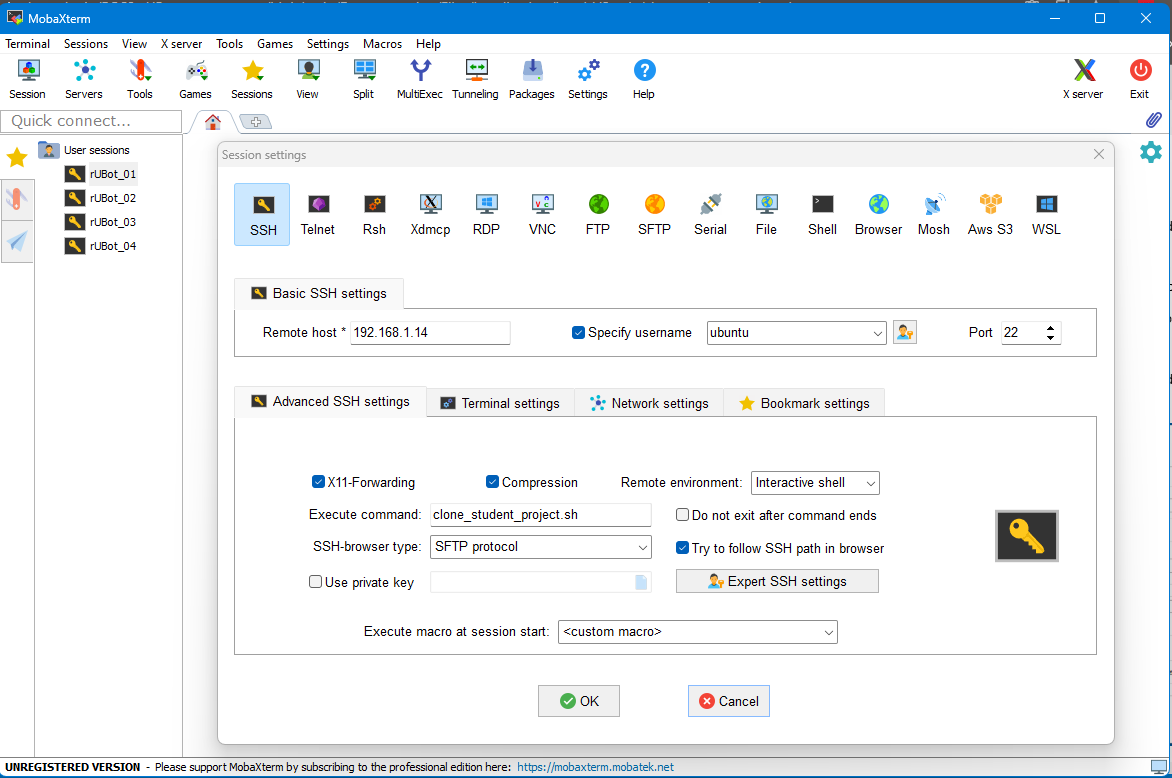 MobaXterm
Terminal Sessions View X server Tools Games Settings Macros Help
Session Servers Tools Games Sessions View Split MultiExec Tunneling Packages Settings Help X server Exit
Quick connect...
User sessions
rUBot_01
rUBot_02
rUBot_03
rUBot_04
Session settings
SSH Telnet Rsh Xdmcp RDP VNC FTP SFTP Serial File Shell Browser Mosh Aws S3 WSL
Basic SSH settings
Remote host * 192.168.1.14 Specify username ubuntu Port 22
Advanced SSH settings Terminal settings Network settings Bookmark settings
X11-Forwarding Compression Remote environment: Interactive shell
Execute command: clone_student_project.sh Do not exit after command ends
SSH-browser type: SFTP protocol Try to follow SSH path in browser
Use private key Expert SSH settings
Execute macro at session start: <custom macro>
OK Cancel
UNREGISTERED VERSION - Please support MobaXterm by subscribing to the professional edition here: https://mobaxterm.mobatek.net